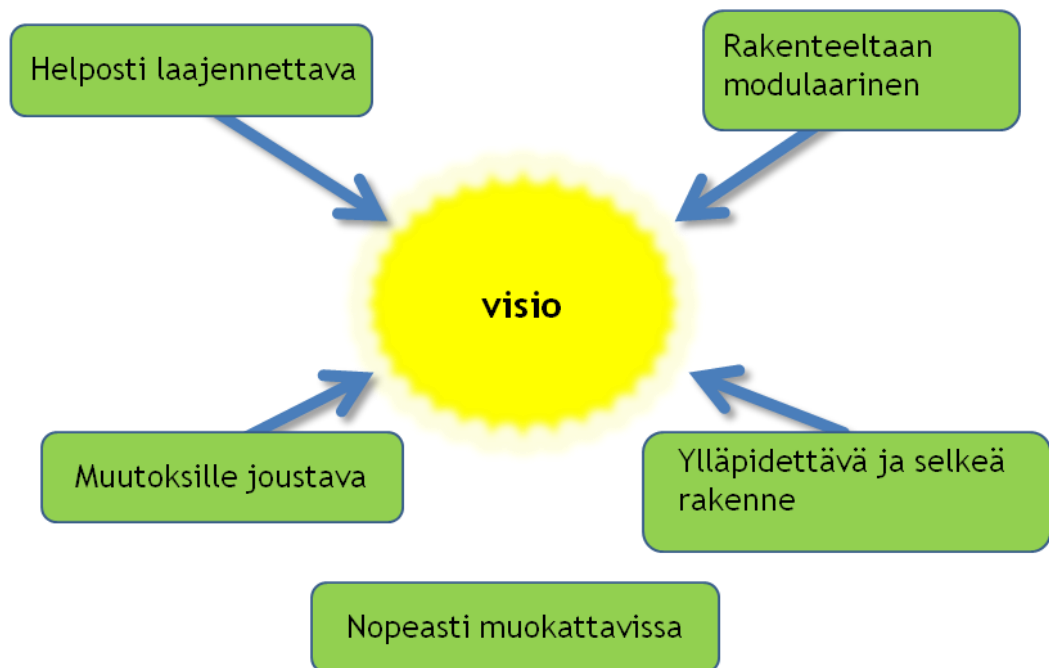 Helposti laajennettava
Rakenteeltaan
modulaarinen
visio
Muutoksille joustava
Ylläpidettävä ja selkeä
rakenne
Nopeasti muokattavissa